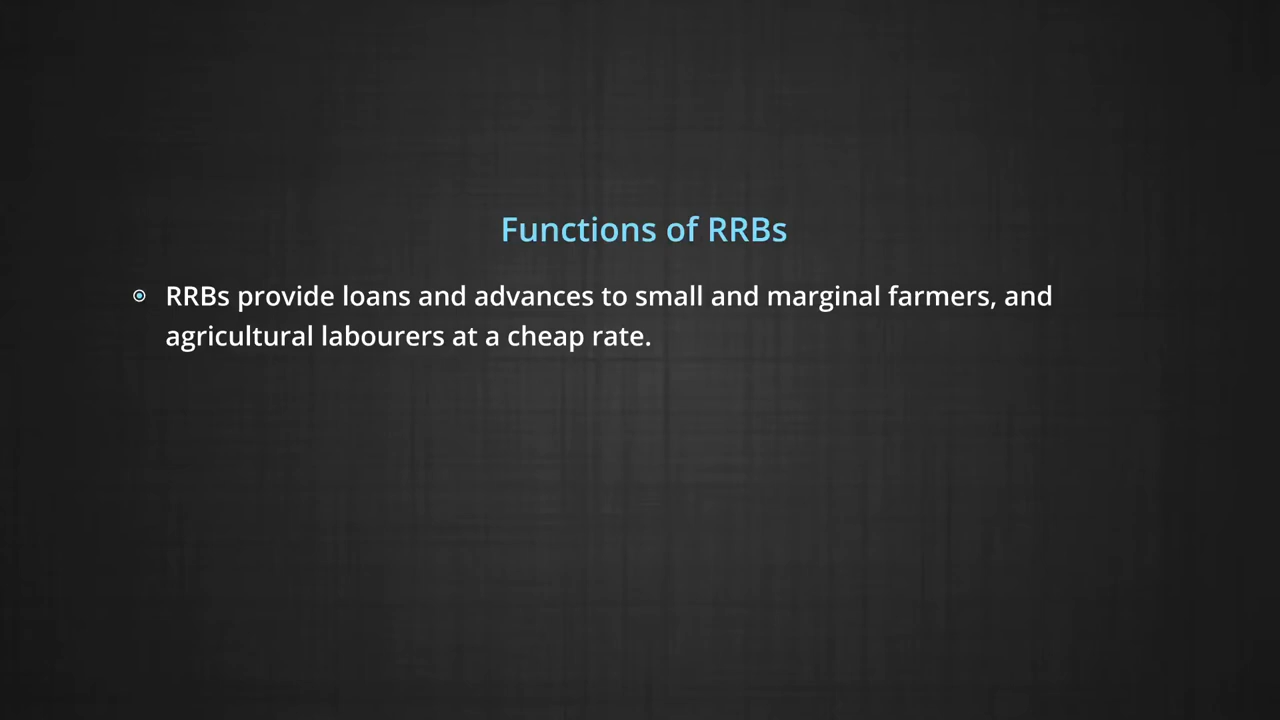 Functions of RRBs
RRBs provide loans and advances to small and marginal farmers, and
agricultural labourers at a cheap rate.